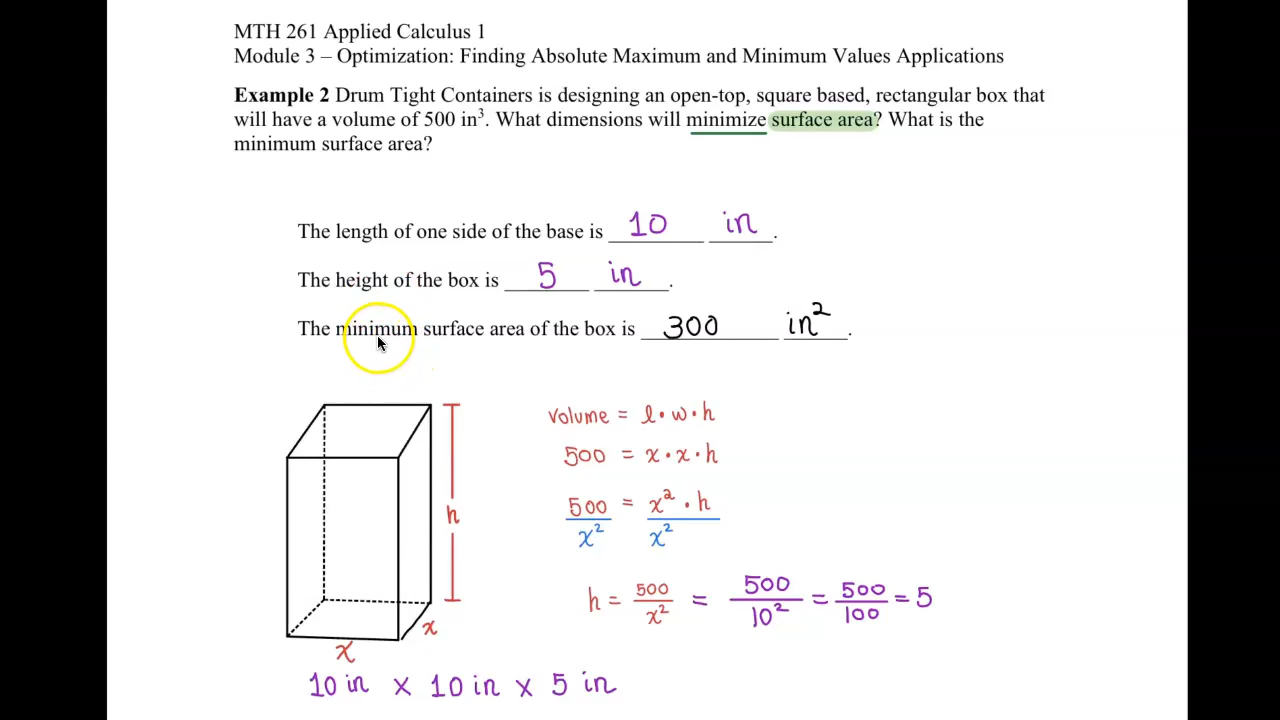 MTH 261 Applied Calculus 1
Module 3 – Optimization: Finding Absolute Maximum and Minimum Values Applications
Example 2 Drum Tight Containers is designing an open-top, square based, rectangular box that
will have a volume of 500 in³. What dimensions will minimize surface area? What is the
minimum surface area?
The length of one side of the base is 10 in.
The height of the box is 5 in.
The minimum surface area of the box is 300 in².
volume = l · w · h
500 = x · x · h
500/x² = x² · h/x²
h = 500/x² = 500/10² = 500/100 = 5
h
x
x
10 in x 10 in x 5 in